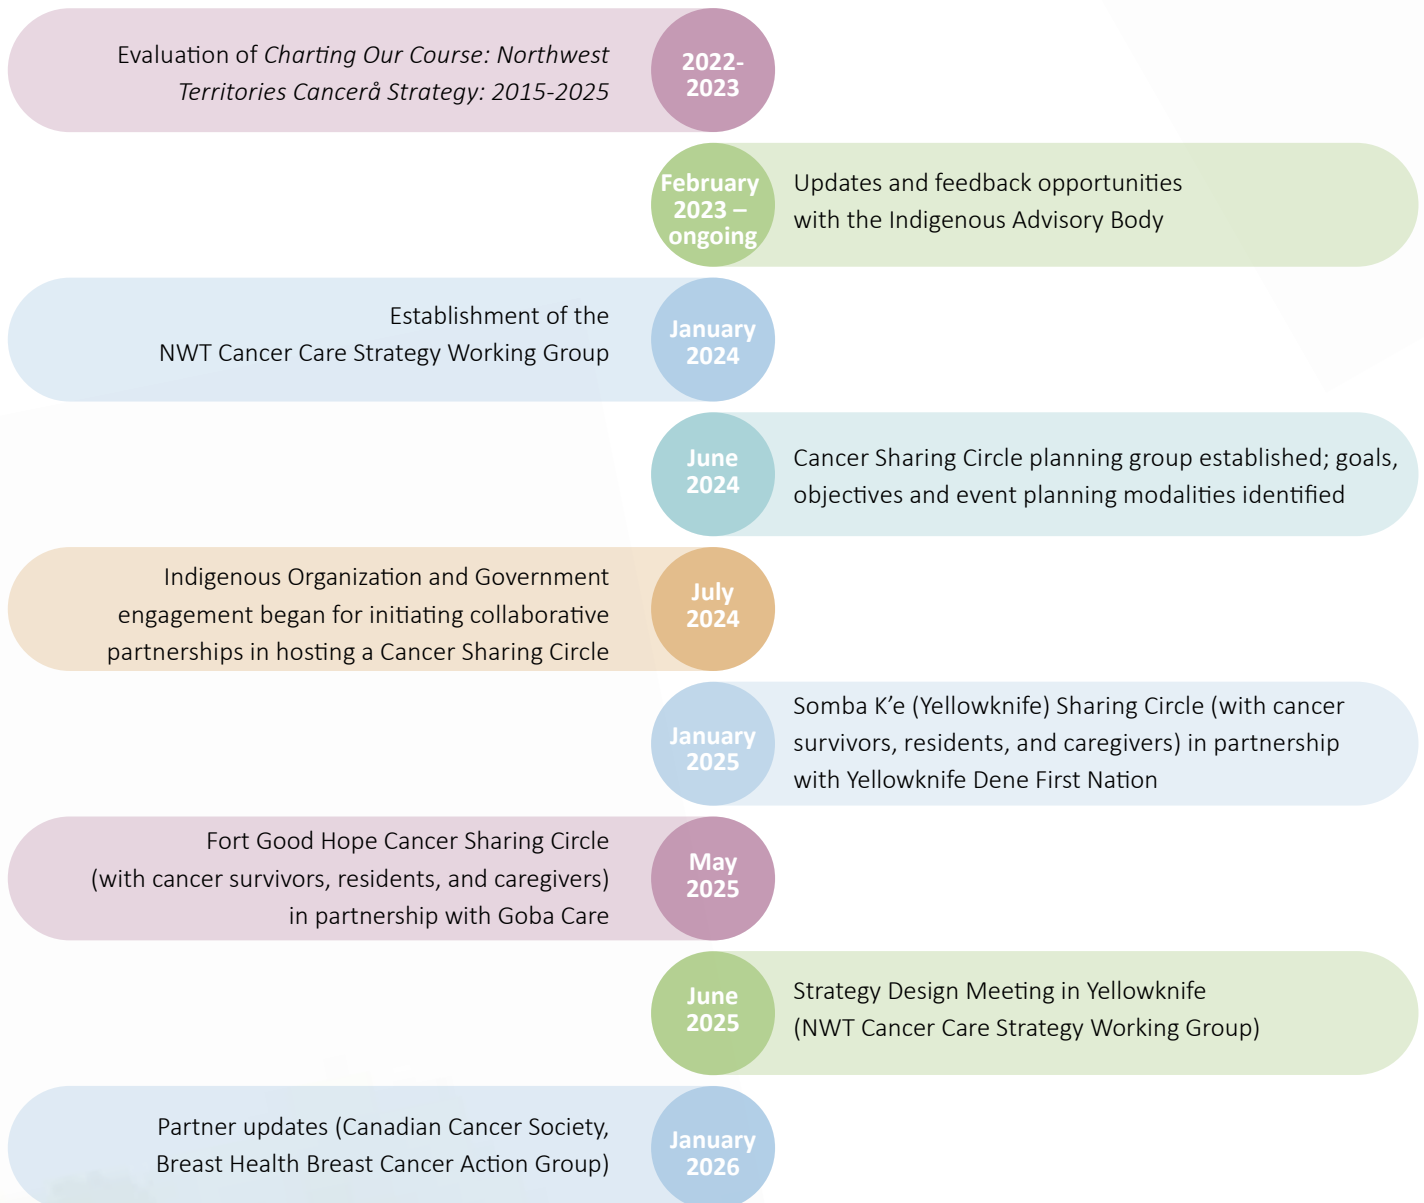 Evaluation of Charting Our Course: Northwest
Territories Cancerå Strategy: 2015-2025
2022-
2023
February
2023 –
ongoing
Updates and feedback opportunities
with the Indigenous Advisory Body
Establishment of the
NWT Cancer Care Strategy Working Group
January
2024
June
2024
Cancer Sharing Circle planning group established; goals,
objectives and event planning modalities identified
Indigenous Organization and Government
engagement began for initiating collaborative
partnerships in hosting a Cancer Sharing Circle
July
2024
January
2025
Somba K’e (Yellowknife) Sharing Circle (with cancer
survivors, residents, and caregivers) in partnership
with Yellowknife Dene First Nation
Fort Good Hope Cancer Sharing Circle
(with cancer survivors, residents, and caregivers)
in partnership with Goba Care
May
2025
June
2025
Strategy Design Meeting in Yellowknife
(NWT Cancer Care Strategy Working Group)
Partner updates (Canadian Cancer Society,
Breast Health Breast Cancer Action Group)
January
2026